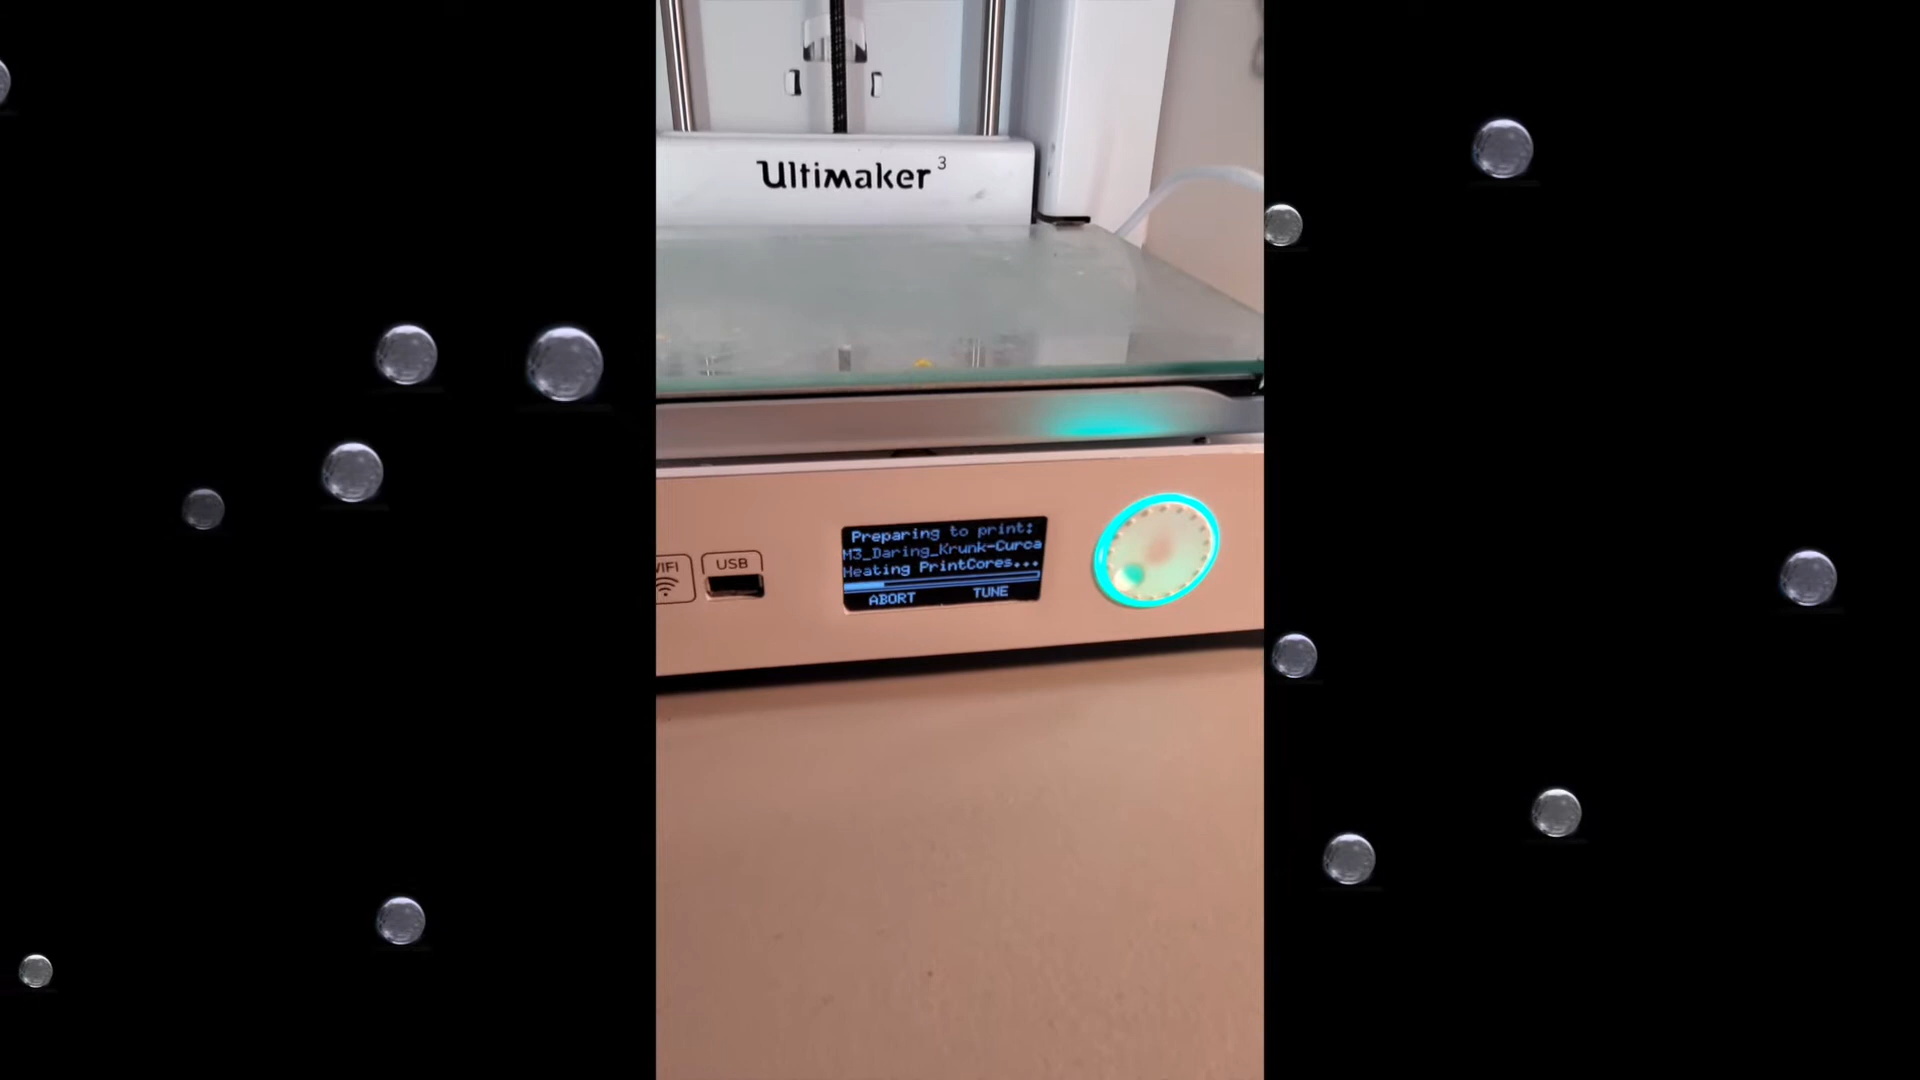 Ultimaker 3
Preparing to print:
M3_Daring_Krunk-Curca
Heating PrintCores...
ABORT TUNE
USB